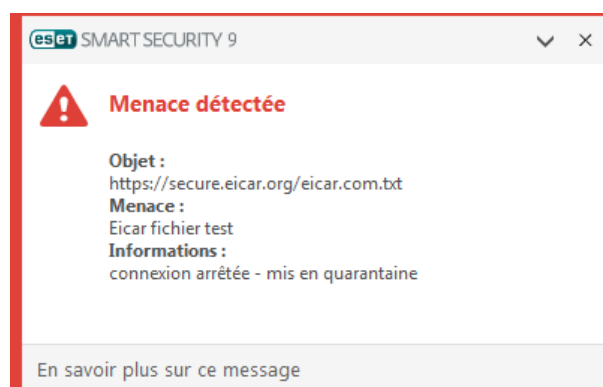 eset SMART SECURITY 9
Menace détectée
Objet :
https://secure.eicar.org/eicar.com.txt
Menace :
Eicar fichier test
Informations :
connexion arrêtée - mis en quarantaine
En savoir plus sur ce message